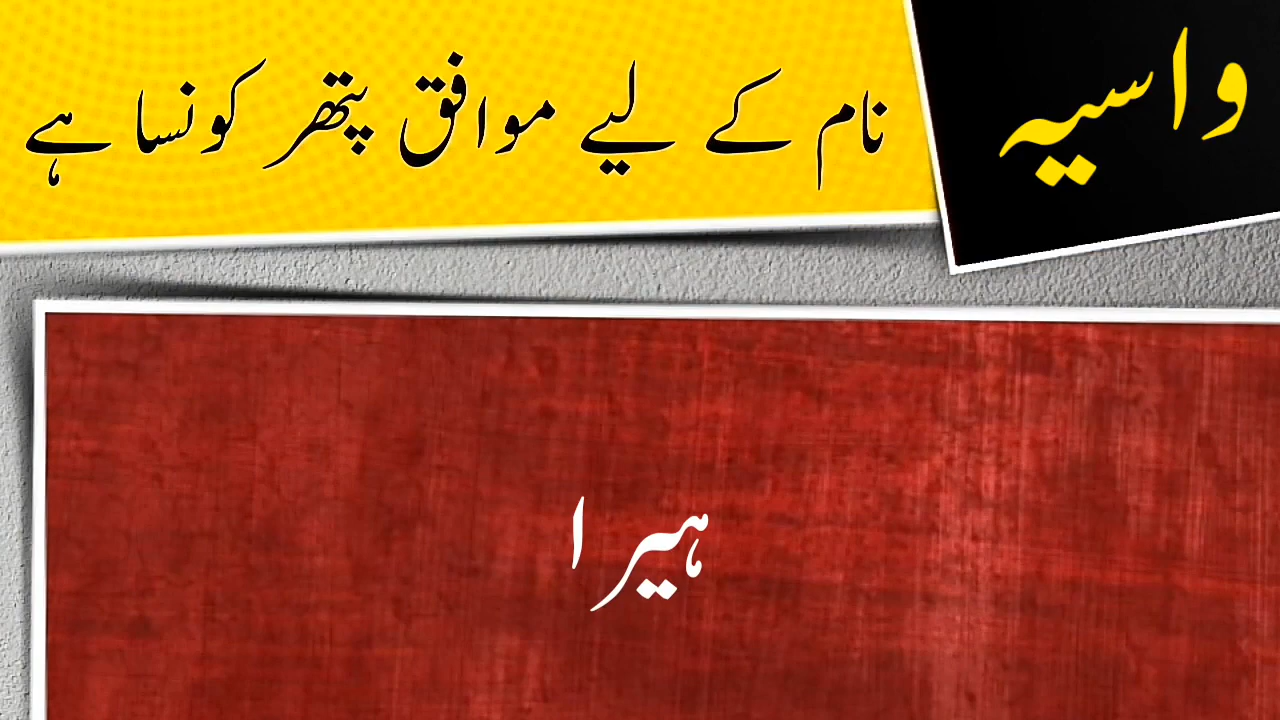 واسیہ
نام کے لیے موافق پتھر کونسا ہے
ہیرا